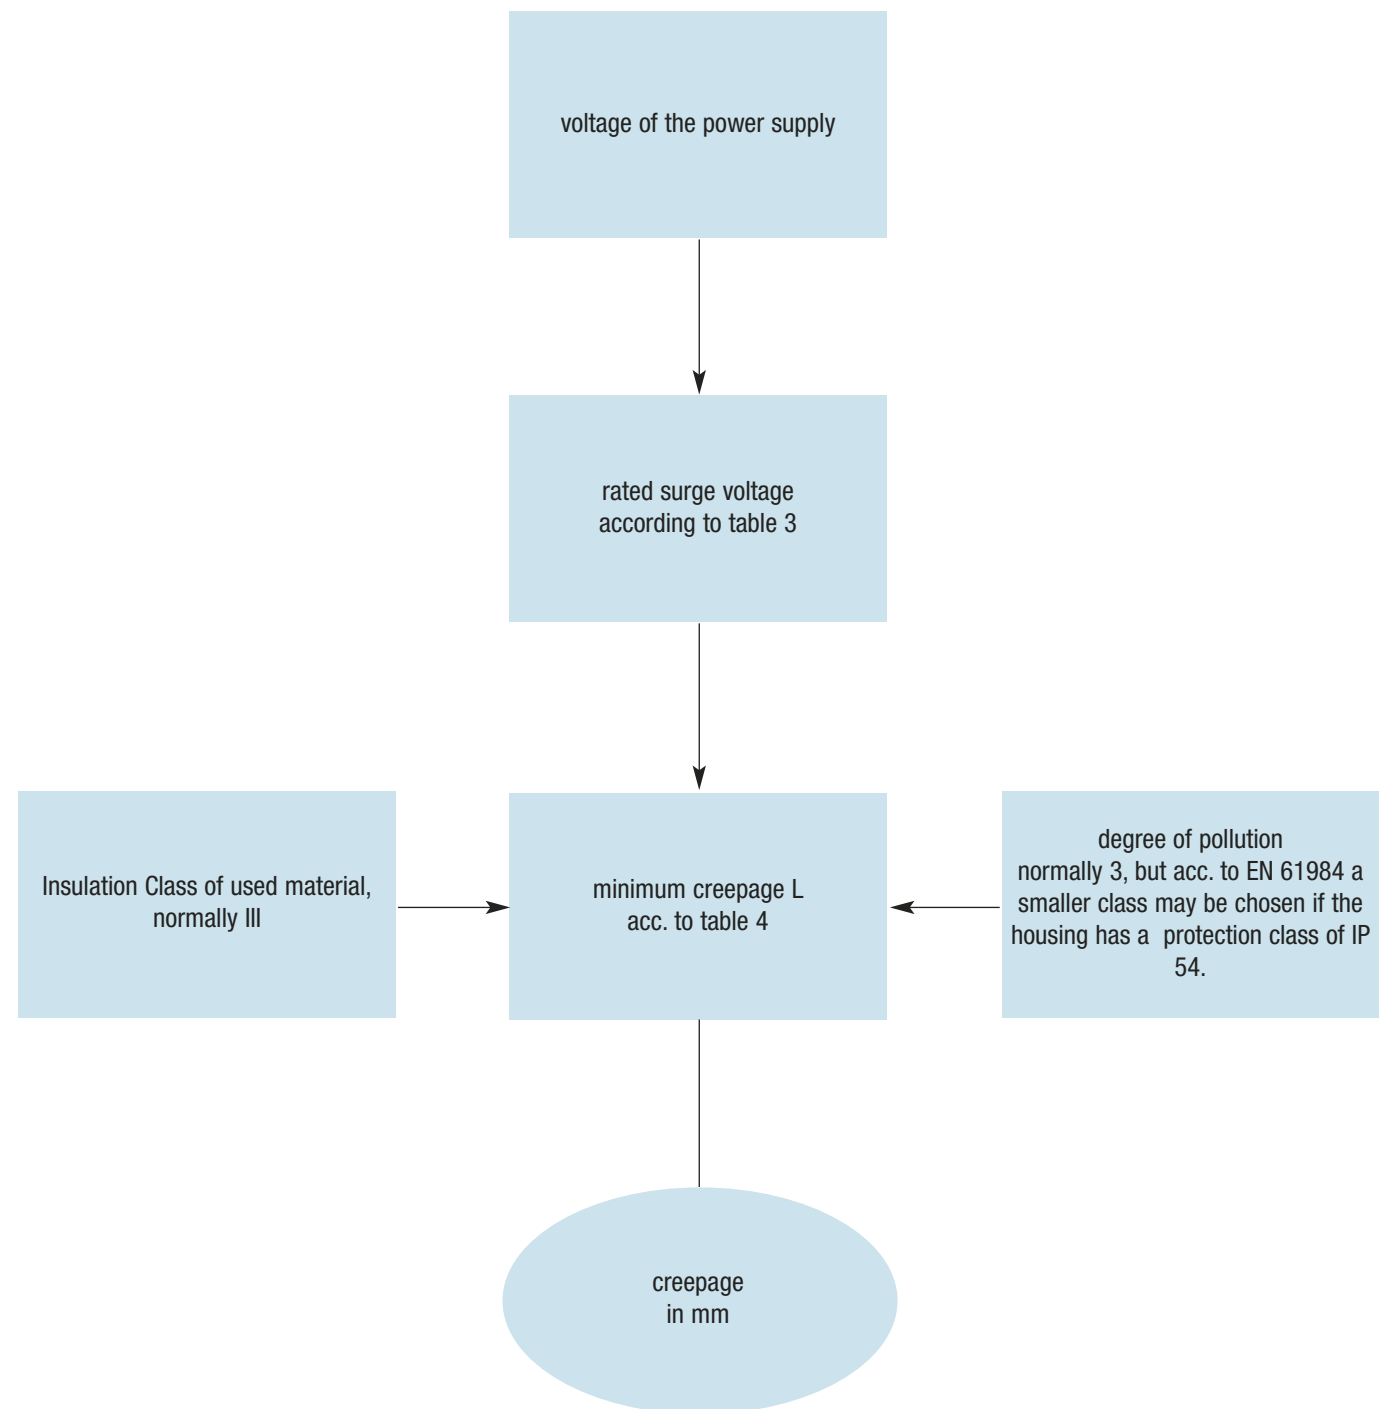 voltage of the power supply
rated surge voltage
according to table 3
Insulation Class of used material,
normally III
minimum creepage L
acc. to table 4
degree of pollution
normally 3, but acc. to EN 61984 a
smaller class may be chosen if the
housing has a  protection class of IP
54.
creepage
in mm